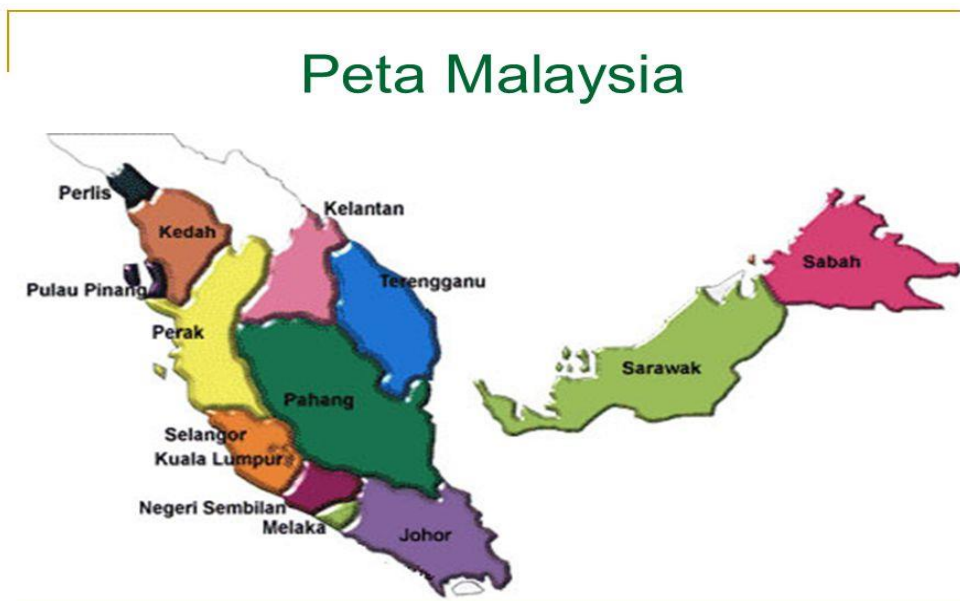 Peta Malaysia
Perlis
Kelantan
Kedah
Sabah
Terengganu
Pulau Pinang
Perak
Sarawak
Pahang
Selangor
Kuala Lumpur
Negeri Sembilan
Melaka
Johor